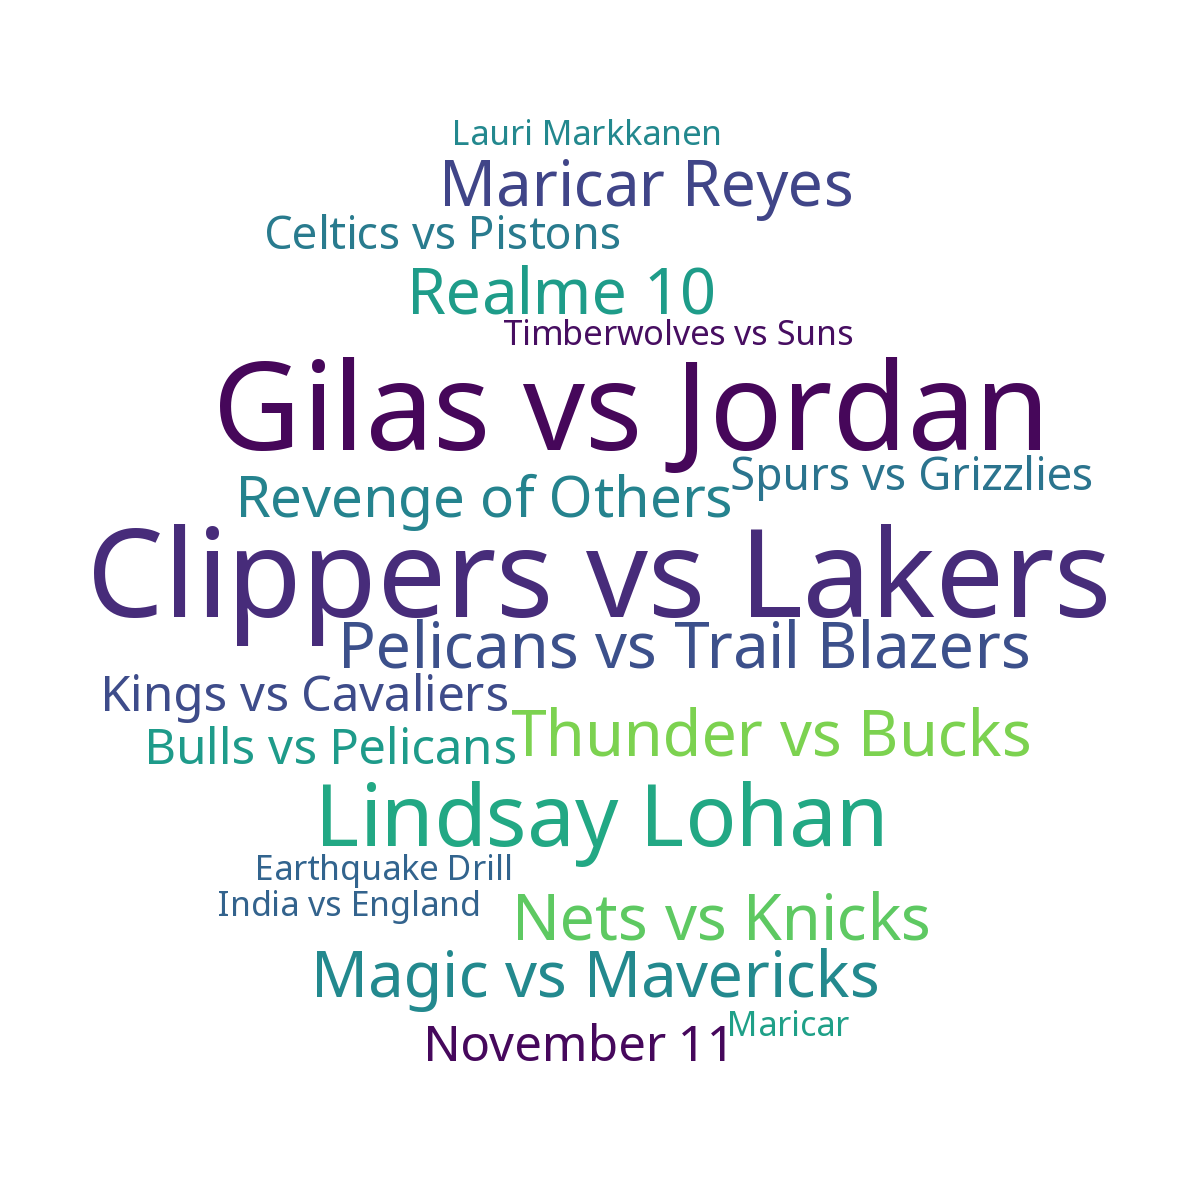 Lauri Markkanen
Maricar Reyes
Celtics vs Pistons
Realme 10
Timberwolves vs Suns
Gilas vs Jordan
Spurs vs Grizzlies
Revenge of Others
Clippers vs Lakers
Pelicans vs Trail Blazers
Kings vs Cavaliers
Thunder vs Bucks
Bulls vs Pelicans
Lindsay Lohan
Earthquake Drill
India vs England
Nets vs Knicks
Magic vs Mavericks
Maricar
November 11